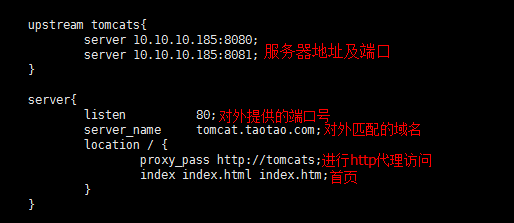 upstream tomcats{
server 10.10.10.185:8080;
server 10.10.10.185:8081; 服务器地址及端口
}
server{
listen 80;对外提供的端口号
server_name tomcat.taotao.com;对外匹配的域名
location / {
proxy_pass http://tomcats;进行http代理访问
index index.html index.htm;首页
}
}